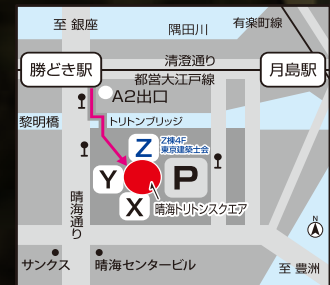 至 銀座
隅田川
有楽町線
勝どき駅
清澄通り
都営大江戸線
月島駅
A2出口
黎明橋
トリトンブリッジ
Z
Z棟4F
東京建築士会
Y
P
X
晴海トリトンスクエア
晴海通り
N
サンクス
晴海センタービル
至 豊洲